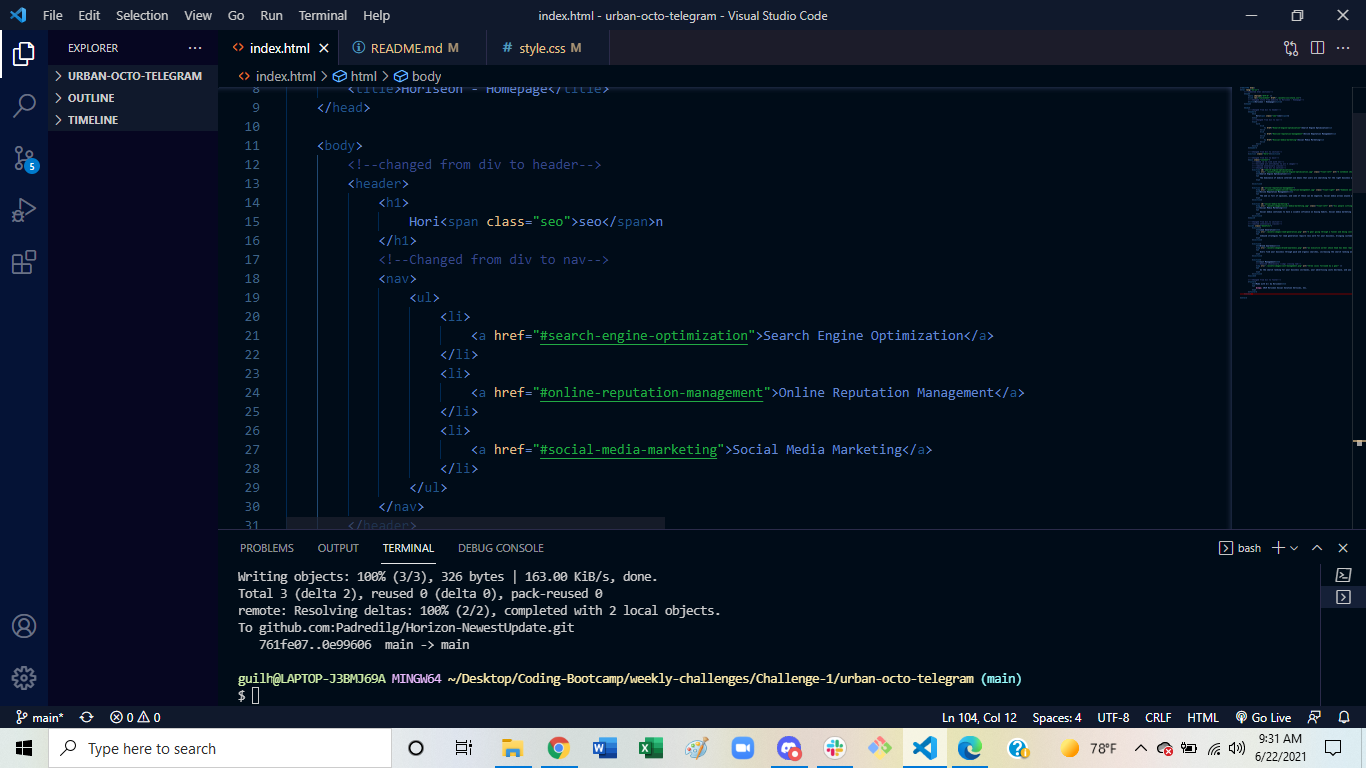 File Edit Selection View Go Run Terminal Help index.html - urban-octo-telegram - Visual Studio Code
EXPLORER ··· <> index.html × README.md M # style.css M ···
> URBAN-OCTO-TELEGRAM
> OUTLINE
> TIMELINE
<> index.html > html > body
8 <title>Horiseon - Homepage</title>
9 </head>
10
11 <body>
12 <!--changed from div to header-->
13 <header>
14 <h1>
15 Hori<span class="seo">seo</span>n
16 </h1>
17 <!--Changed from div to nav-->
18 <nav>
19 <ul>
20 <li>
21 <a href="#search-engine-optimization">Search Engine Optimization</a>
22 </li>
23 <li>
24 <a href="#online-reputation-management">Online Reputation Management</a>
25 </li>
26 <li>
27 <a href="#social-media-marketing">Social Media Marketing</a>
28 </li>
29 </ul>
30 </nav>
31 </header>
5
PROBLEMS OUTPUT TERMINAL DEBUG CONSOLE bash
Writing objects: 100% (3/3), 326 bytes | 163.00 KiB/s, done.
Total 3 (delta 2), reused 0 (delta 0), pack-reused 0
remote: Resolving deltas: 100% (2/2), completed with 2 local objects.
To github.com:Padredilg/Horizon-NewestUpdate.git
761fe07..0e99606 main -> main
guilh@LAPTOP-J3BMJ69A MINGW64 ~/Desktop/Coding-Bootcamp/weekly-challenges/Challenge-1/urban-octo-telegram (main)
$
main* 0 0 Ln 104, Col 12 Spaces: 4 UTF-8 CRLF HTML Go Live
Type here to search 78°F 9:31 AM
6/22/2021